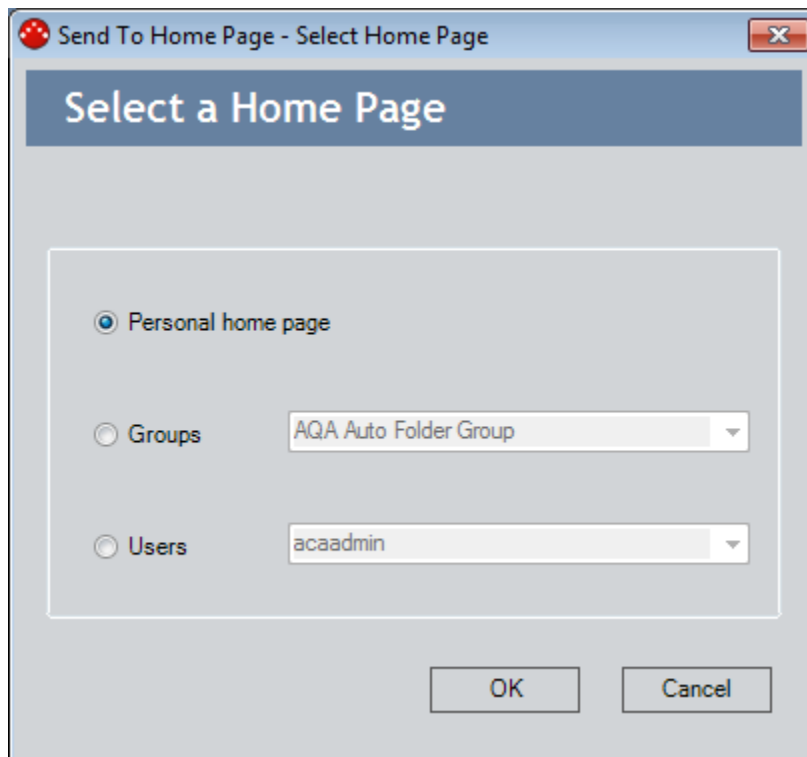 Send To Home Page - Select Home Page
Select a Home Page
Personal home page
Groups AQA Auto Folder Group
Users acaadmin
OK Cancel